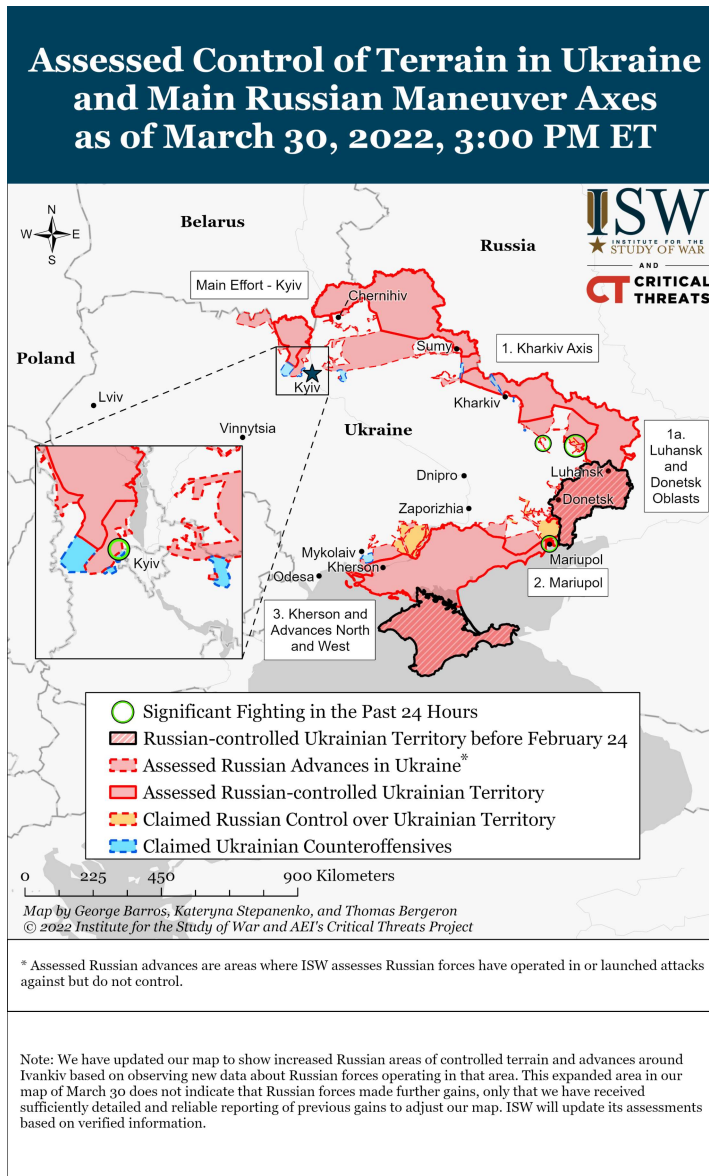 Assessed Control of Terrain in Ukraine
and Main Russian Maneuver Axes
as of March 30, 2022, 3:00 PM ET
N
W
E
S
Belarus
Russia
ISW
INSTITUTE FOR THE
STUDY OF WAR
AND
CT CRITICAL
THREATS
Main Effort - Kyiv
Chernihiv
Poland
Sumy
1. Kharkiv Axis
Kyiv
Lviv
Kharkiv
Vinnytsia
Ukraine
1a.
Luhansk
and
Donetsk
Oblasts
Dnipro
Luhansk
Donetsk
Zaporizhia
Kyiv
Mykolaiv
Kherson
Mariupol
Odesa
2. Mariupol
3. Kherson and
Advances North
and West
Significant Fighting in the Past 24 Hours
Russian-controlled Ukrainian Territory before February 24
Assessed Russian Advances in Ukraine*
Assessed Russian-controlled Ukrainian Territory
Claimed Russian Control over Ukrainian Territory
Claimed Ukrainian Counteroffensives
0 225 450 900 Kilometers
Map by George Barros, Kateryna Stepanenko, and Thomas Bergeron
© 2022 Institute for the Study of War and AEI's Critical Threats Project
* Assessed Russian advances are areas where ISW assesses Russian forces have operated in or launched attacks
against but do not control.
Note: We have updated our map to show increased Russian areas of controlled terrain and advances around
Ivankiv based on observing new data about Russian forces operating in that area. This expanded area in our
map of March 30 does not indicate that Russian forces made further gains, only that we have received
sufficiently detailed and reliable reporting of previous gains to adjust our map. ISW will update its assessments
based on verified information.